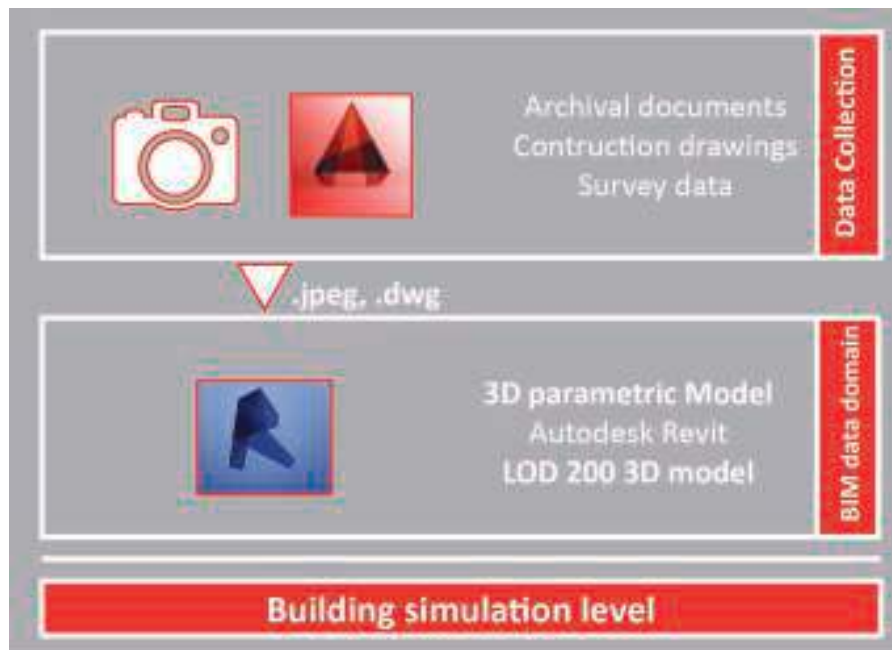 Archival documents
Contruction drawings
Survey data
Data Collection
.jpeg, .dwg
3D parametric Model
Autodesk Revit
LOD 200 3D model
BIM data domain
Building simulation level